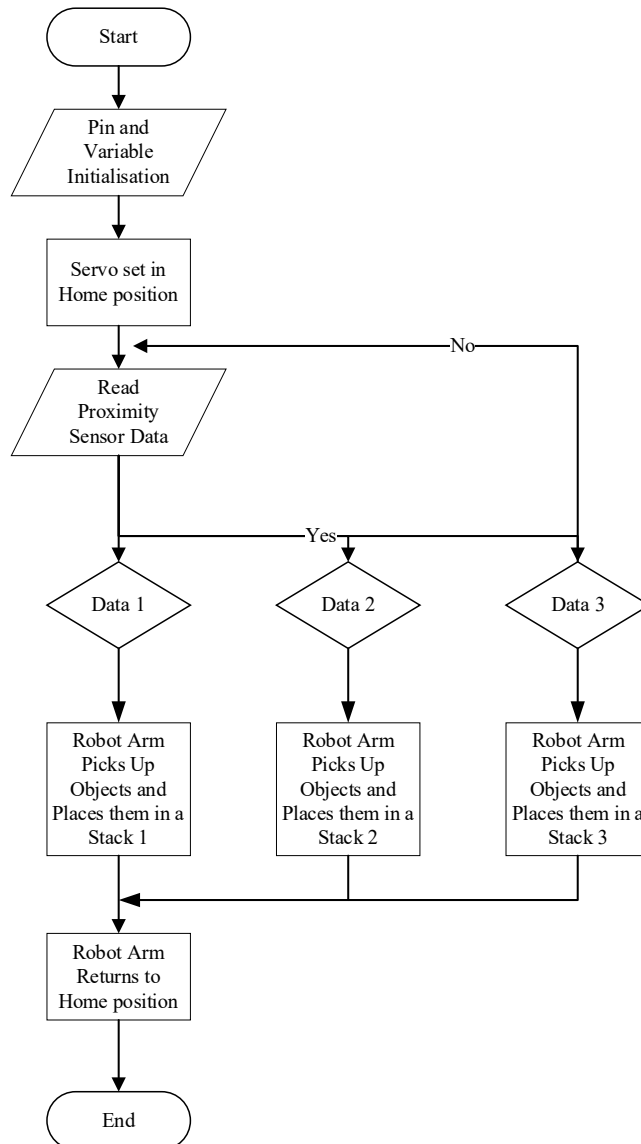 Start
Pin and
Variable
Initialisation
Servo set in
Home position
No
Read
Proximity
Sensor Data
Yes
Data 1
Data 2
Data 3
Robot Arm
Picks Up
Objects and
Places them in a
Stack 1
Robot Arm
Picks Up
Objects and
Places them in a
Stack 2
Robot Arm
Picks Up
Objects and
Places them in a
Stack 3
Robot Arm
Returns to
Home position
End